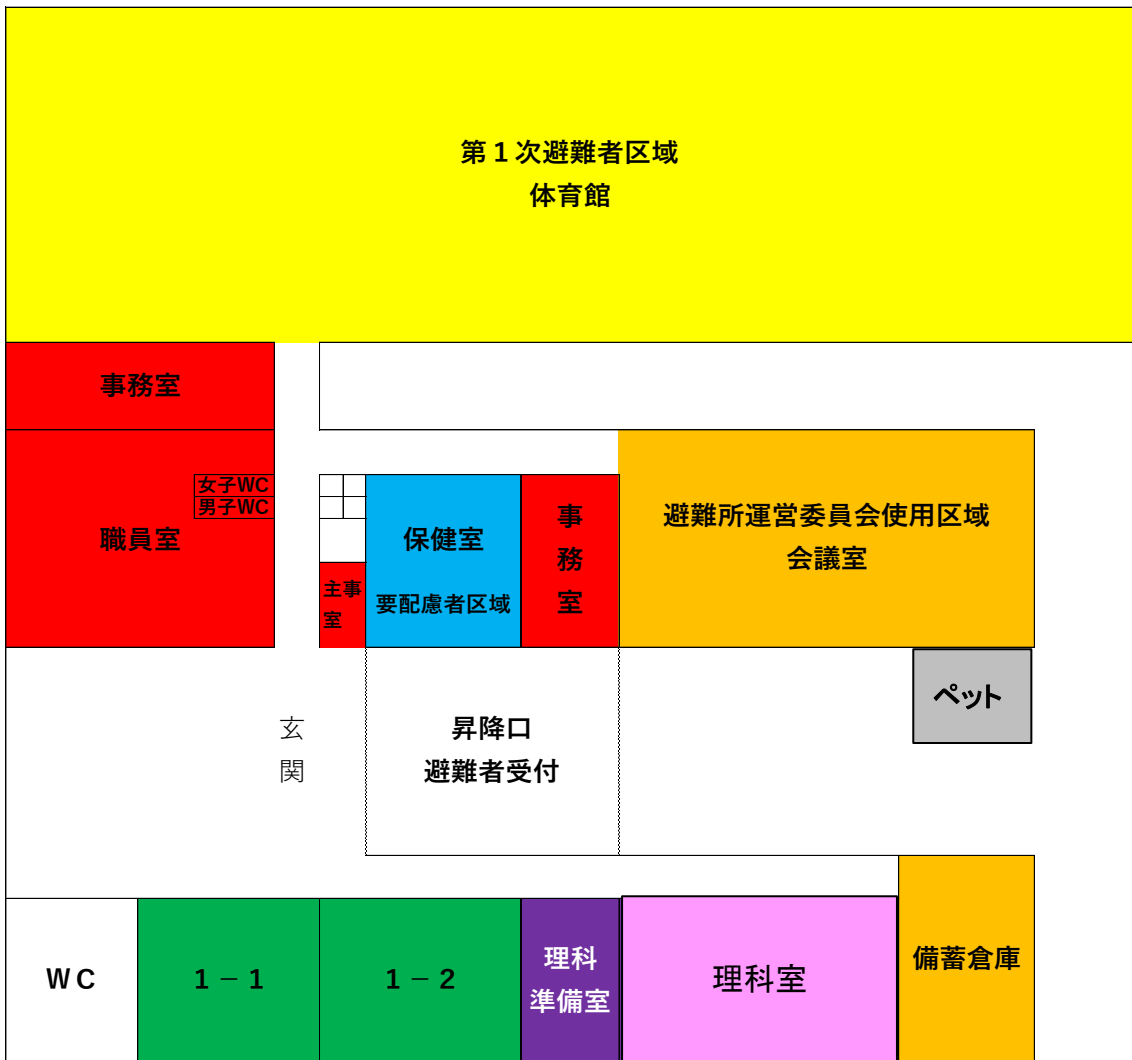 第１次避難者区域
体育館
事務室
女子WC
男子WC
職員室
主事
室
保健室
要配慮者区域
事
務
室
避難所運営委員会使用区域
会議室
ペット
玄
関
昇降口
避難者受付
WC
１－１
１－２
理科
準備室
理科室
備蓄倉庫